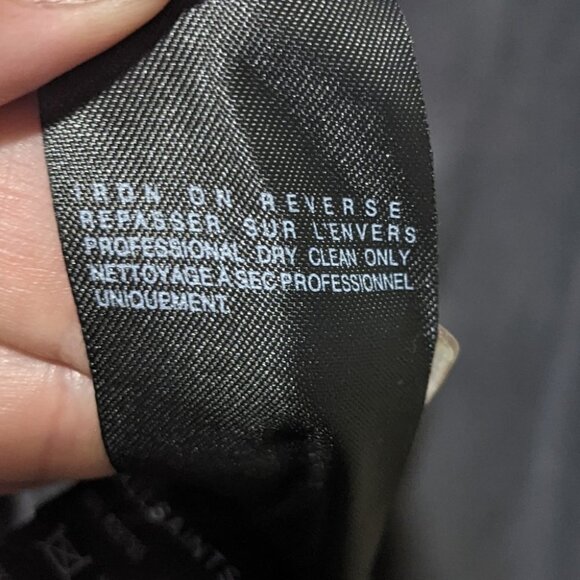 IRON ON REVERSE
REPASSER SUR L'ENVERS
PROFESSIONAL DRY CLEAN ONLY
NETTOYAGE À SEC PROFESSIONNEL
UNIQUEMENT.